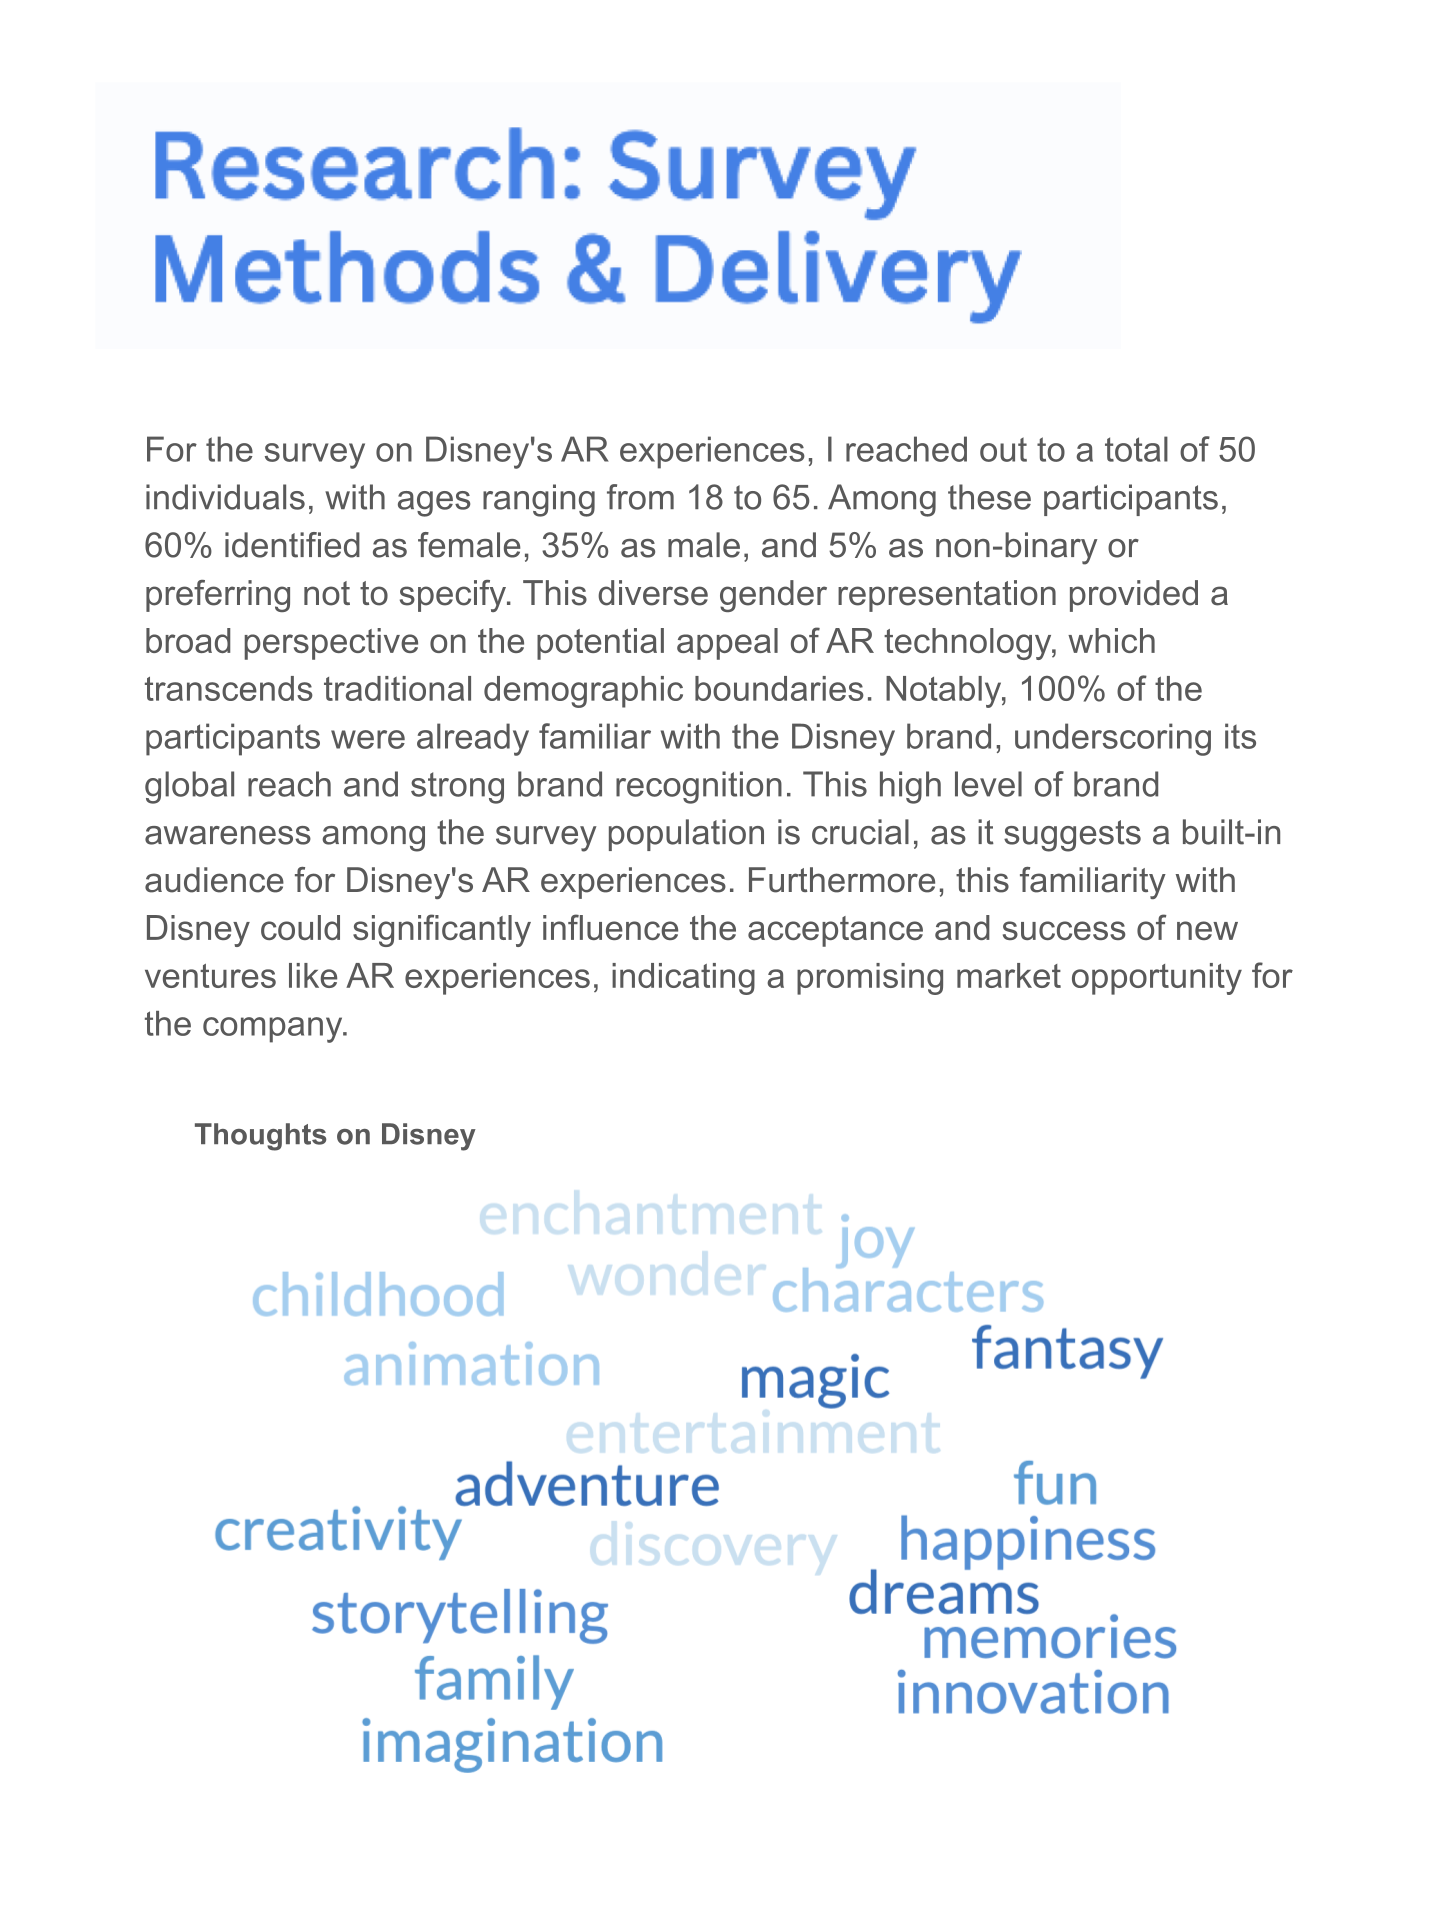 Research: Survey
Methods & Delivery
For the survey on Disney's AR experiences, I reached out to a total of 50
individuals, with ages ranging from 18 to 65. Among these participants,
60% identified as female, 35% as male, and 5% as non-binary or
preferring not to specify. This diverse gender representation provided a
broad perspective on the potential appeal of AR technology, which
transcends traditional demographic boundaries. Notably, 100% of the
participants were already familiar with the Disney brand, underscoring its
global reach and strong brand recognition. This high level of brand
awareness among the survey population is crucial, as it suggests a built-in
audience for Disney's AR experiences. Furthermore, this familiarity with
Disney could significantly influence the acceptance and success of new
ventures like AR experiences, indicating a promising market opportunity for
the company.
Thoughts on Disney
enchantment
joy
wonder
childhood
characters
fantasy
animation
magic
entertainment
adventure
fun
creativity
discovery
happiness
dreams
storytelling
memories
family
innovation
imagination